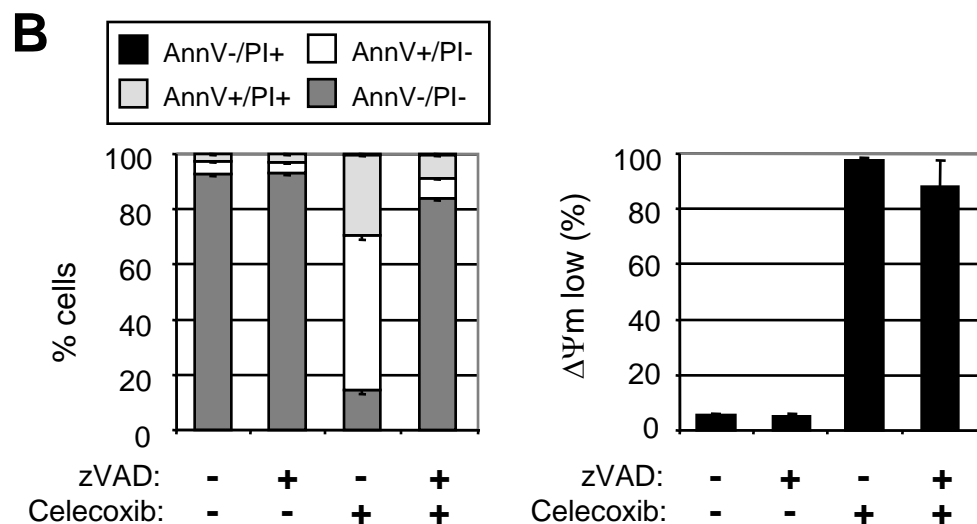 B
AnnV-/PI+ AnnV+/PI-
AnnV+/PI+ AnnV-/PI-
% cells
100
80
60
40
20
0
zVAD: - + - +
Celecoxib: - - + +
ΔΨm low (%)
100
80
60
40
20
0
zVAD: - + - +
Celecoxib: - - + +